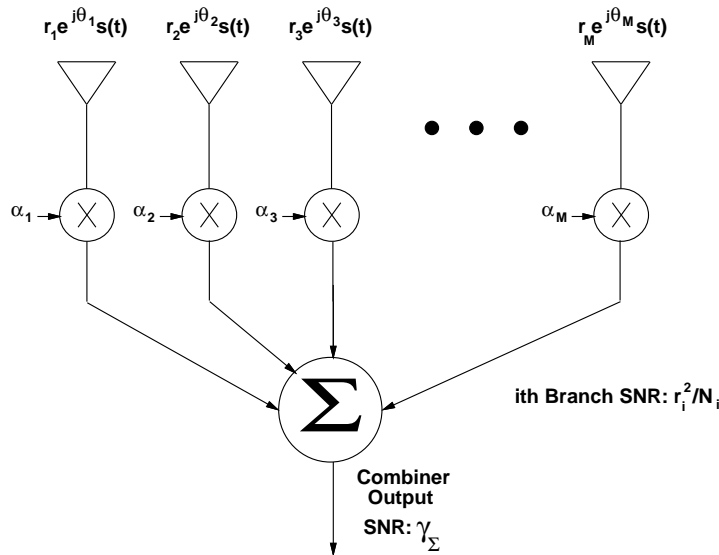 r₁e^{jθ₁}s(t) r₂e^{jθ₂}s(t) r₃e^{jθ₃}s(t) r_M e^{jθ_M}s(t)
α₁ X α₂ X α₃ X α_M X
Σ
ith Branch SNR: r_i²/N_i
Combiner
Output
SNR: γ_Σ